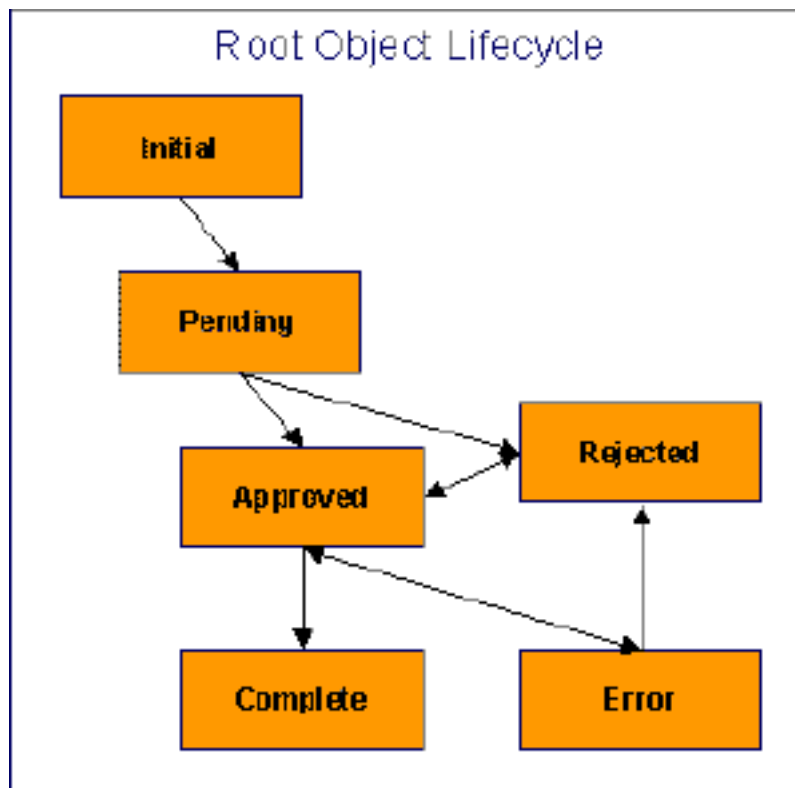 Root Object Lifecycle
Initial
Pending
Rejected
Approved
Complete
Error